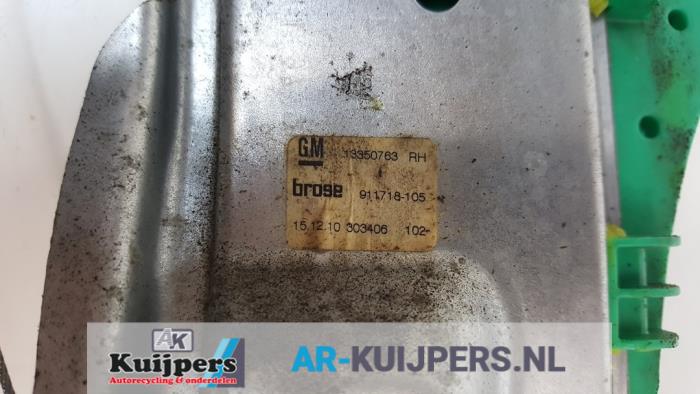 GM 13350763 RH
brose 911718-105
15.12.10 303406 102-
AK
Kuijpers
Autorecycling & onderdelen
AR-KUIJPERS.NL